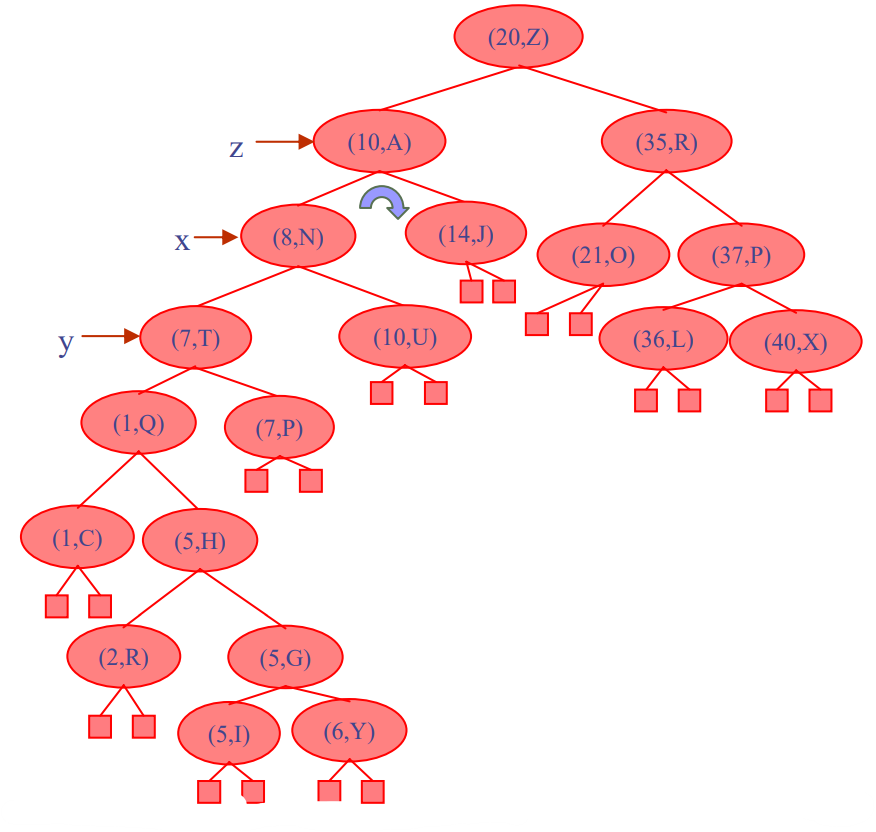 (20,Z)
z
(10,A)
(35,R)
x
(8,N)
(14,J)
(21,O)
(37,P)
y
(7,T)
(10,U)
(36,L)
(40,X)
(1,Q)
(7,P)
(1,C)
(5,H)
(2,R)
(5,G)
(5,I)
(6,Y)